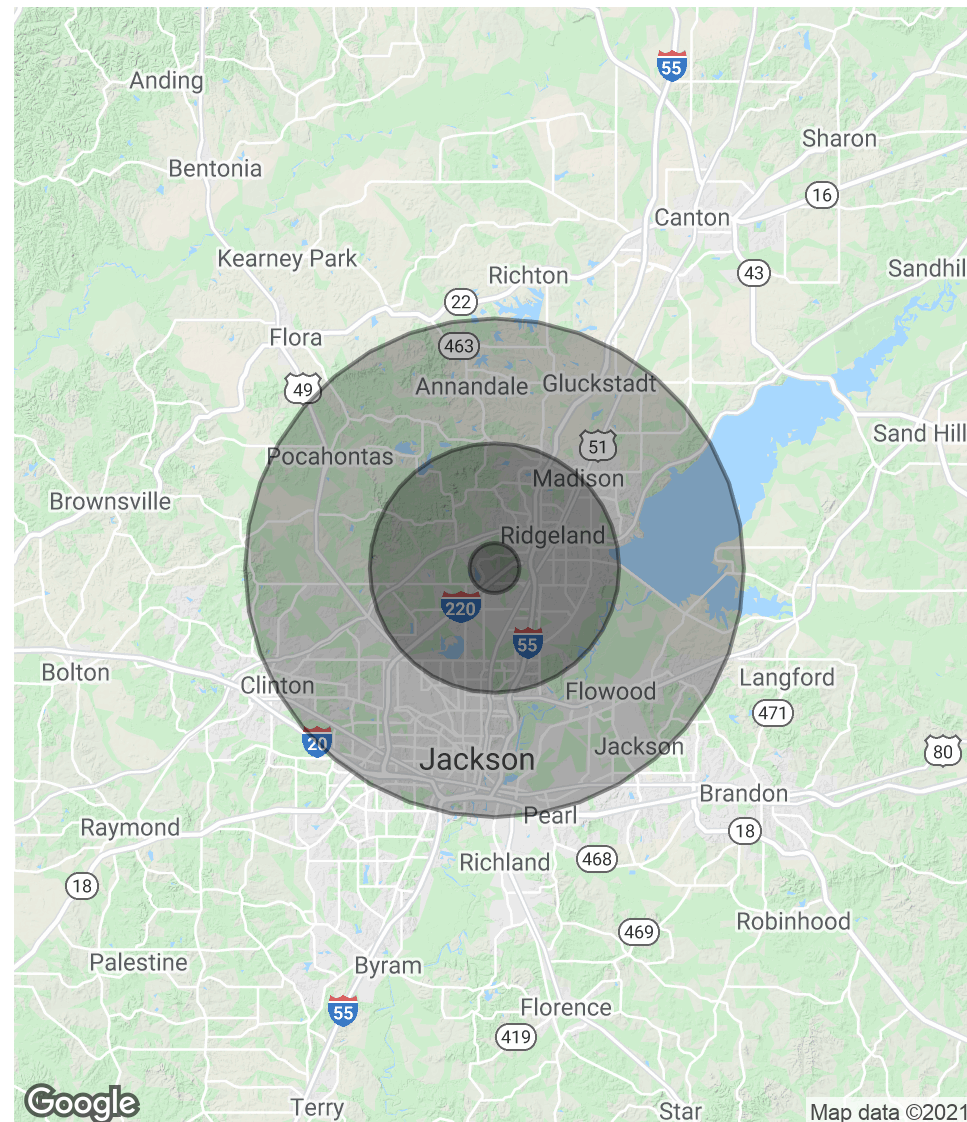 55
Anding
Sharon
Bentonia
16
Canton
Kearney Park
Richton
43
Sandhil
22
Flora
463
Annandale
Gluckstadt
49
51
Sand Hill
Pocahontas
Madison
Brownsville
Ridgeland
220
55
Bolton
Clinton
Flowood
Langford
471
20
Jackson
Jackson
80
Brandon
Pearl
Raymond
18
Richland
468
18
Robinhood
469
Palestine
Byram
55
Florence
419
Google
Terry
Star
Map data ©2021